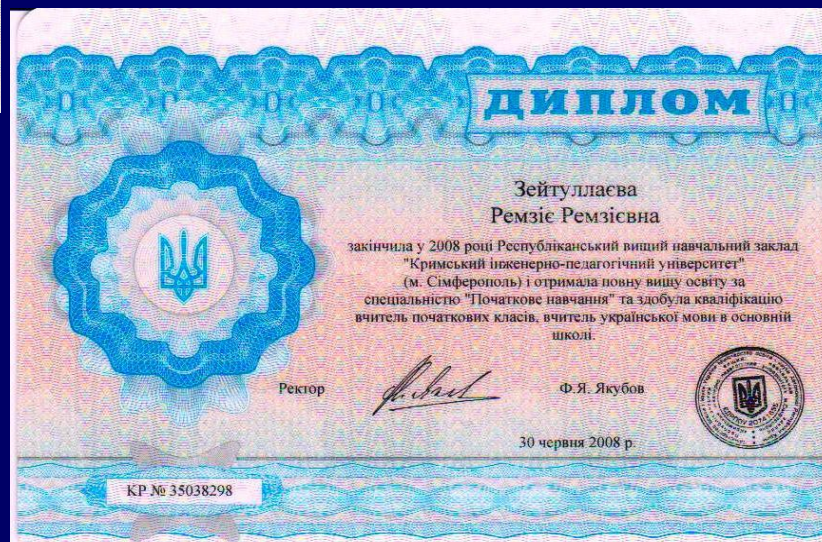 ДИПЛОМ
Зейтуллаєва
Ремзіє Ремзієвна
закінчила у 2008 році Республіканський вищий навчальний заклад
"Кримський інженерно-педагогічний університет"
(м. Сімферополь) і отримала повну вищу освіту за
спеціальністю "Початкове навчання" та здобула кваліфікацію
вчитель початкових класів, вчитель української мови в основній
школі.
Ректор Ф.Я. Якубов
30 червня 2008 р.
КР № 35038298